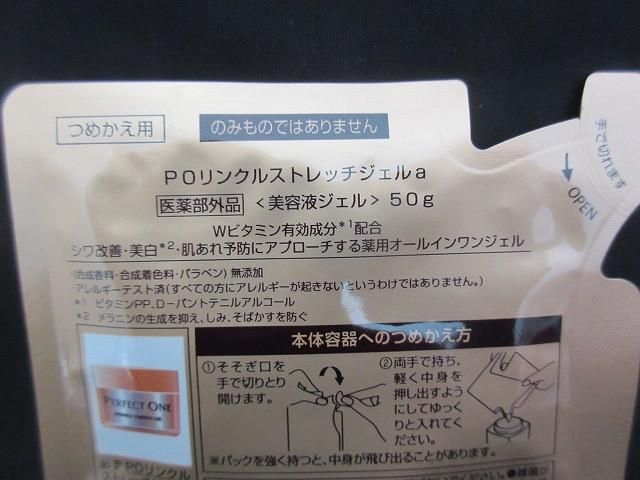 つめかえ用
のみものではありません
手で切れます
OPEN
POリンクルストレッチジェルa
医薬部外品 <美容液ジェル> 50g
Wビタミン有効成分*1配合
シワ改善・美白*2・肌あれ予防にアプローチする薬用オールインワンジェル
・(合成香料・合成着色料・パラベン) 無添加
・アレルギーテスト済(すべての方にアレルギーが起きないというわけではありません。)
*1 ビタミンPP、D-パントテニルアルコール
*2 メラニンの生成を抑え、しみ、そばかすを防ぐ
本体容器へのつめかえ方
①そそぎ口を
手で切りとり
開けます。
②両手で持ち、
軽く中身を
押し出すよう
にしてゆっく
りと入れてく
ださい。
※パックを強く持つと、中身が飛び出ることがあります。
PERFECT ONE
必ずPOリンクル